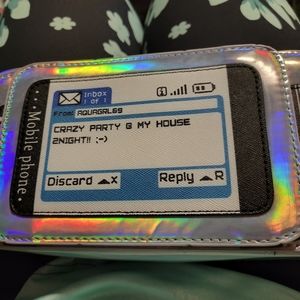 Inbox
1 of 1
From: AQUAGRL69
CRAZY PARTY @ MY HOUSE
2NIGHT!! :-)
Discard ▲X
Reply ▲R
Mobile phone